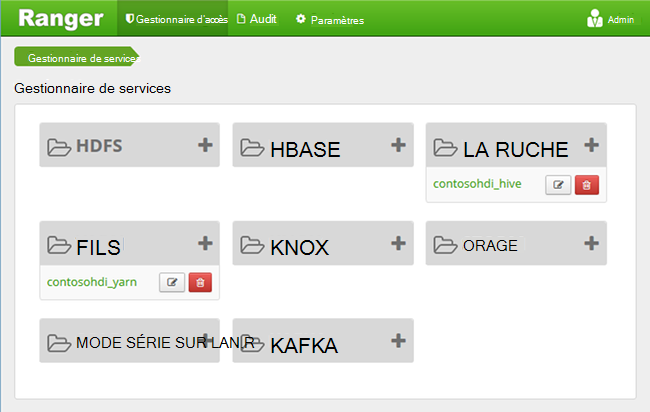 Ranger Gestionnaire d'accès Audit Paramètres Admin
Gestionnaire de services
Gestionnaire de services
HDFS HBASE LA RUCHE
contosohdi_hive
FILS KNOX ORAGE
contosohdi_yarn
MODE SÉRIE SUR LAN.R KAFKA